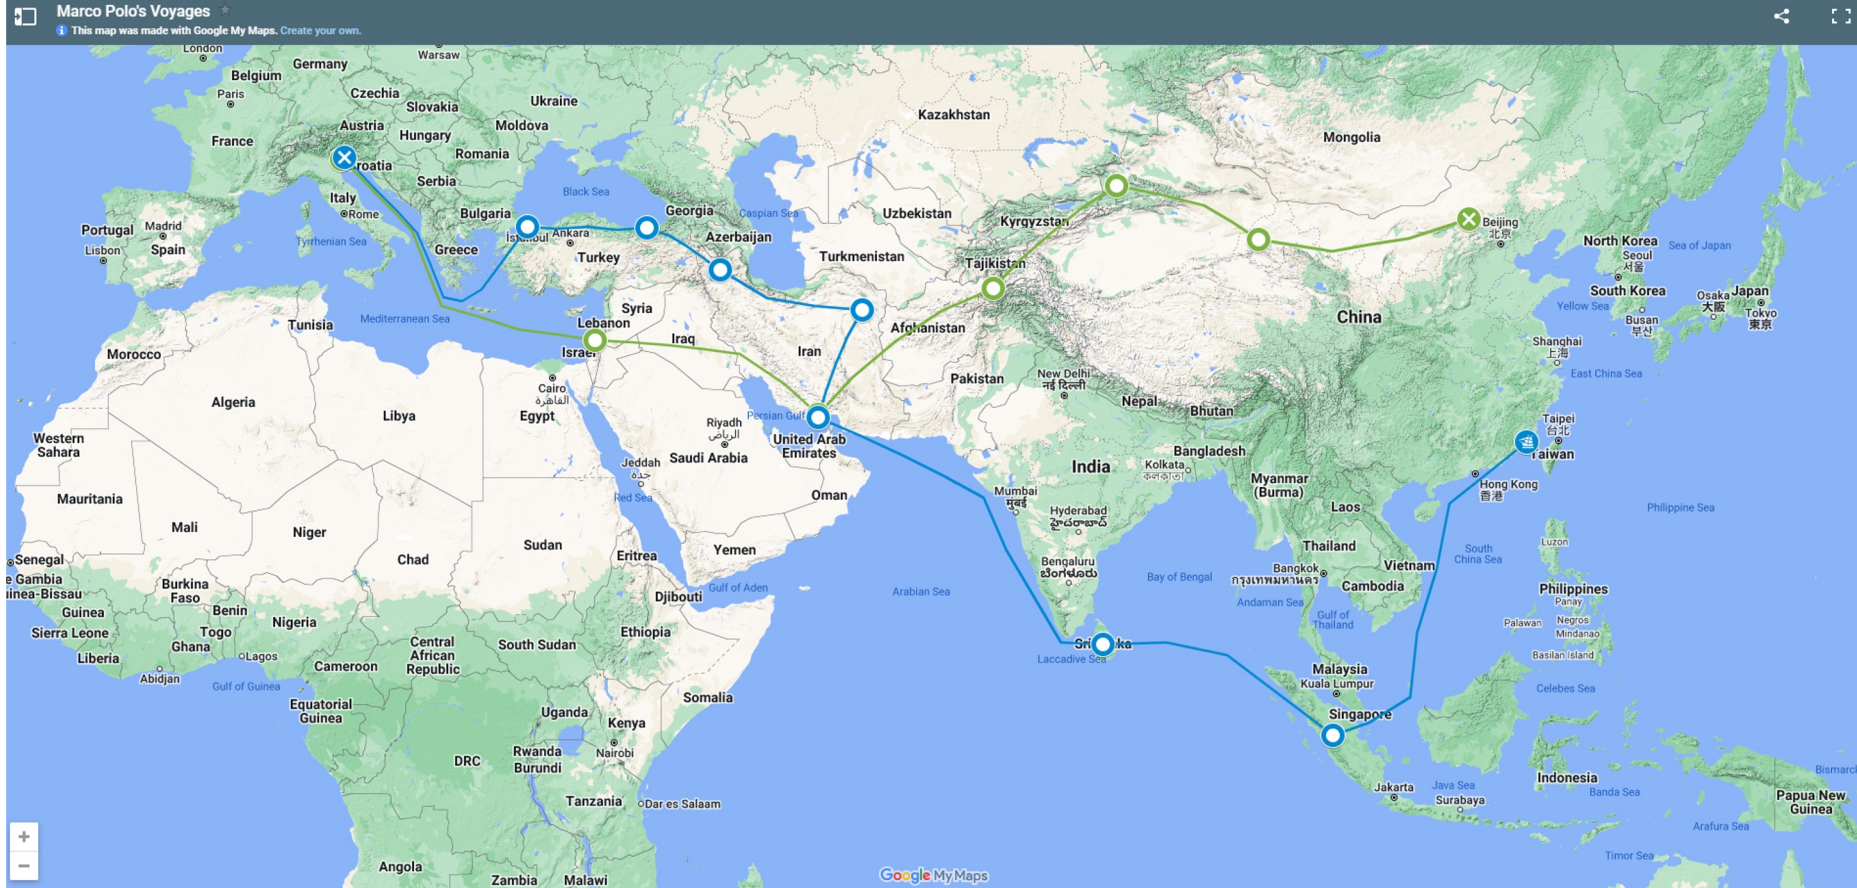 Marco Polo's Voyages
This map was made with Google My Maps. Create your own.
London
Germany
Warsaw
Belgium
Paris
Czechia
Slovakia
Ukraine
Austria
Hungary
Moldova
France
Romania
roatia
Serbia
Italy
Rome
Black Sea
Bulgaria
Georgia
Caspian Sea
Portugal
Madrid
Lisbon
Spain
Tyrrhenian Sea
Greece
Ankara
Turkey
Azerbaijan
Kazakhstan
Mongolia
Uzbekistan
Kyrgyzstan
Turkmenistan
Tajikistan
Beijing
北京
North Korea
Seoul
서울
Sea of Japan
South Korea
Osaka
大阪
Japan
Tokyo
東京
Yellow Sea
Busan
부산
China
Shanghai
上海
East China Sea
Mediterranean Sea
Tunisia
Syria
Lebanon
Israel
Iraq
Iran
Afghanistan
Morocco
Pakistan
New Delhi
नई दिल्ली
Nepal
Bhutan
Cairo
القاهرة
Egypt
Algeria
Libya
Persian Gulf
United Arab
Emirates
Riyadh
الرياض
Saudi Arabia
Jeddah
جدة
Red Sea
Oman
Western
Sahara
India
Bangladesh
Kolkata
কলকাতা
Taipei
台北
Taiwan
Hong Kong
香港
Myanmar
(Burma)
Laos
Mumbai
मुंबई
Hyderabad
హైదరాబాద్
Mauritania
Mali
Niger
Chad
Sudan
Eritrea
Yemen
Gulf of Aden
Djibouti
Philippine Sea
Luzon
South
China Sea
Thailand
Vietnam
Bangkok
กรุงเทพมหานคร
Cambodia
Bengaluru
ಬೆಂಗಳೂರು
Bay of Bengal
Andaman Sea
Gulf of
Thailand
Arabian Sea
Senegal
e Gambia
uinea-Bissau
Guinea
Burkina
Faso
Benin
Nigeria
Togo
Ghana
Sierra Leone
Liberia
Lagos
Abidjan
Gulf of Guinea
Cameroon
Central
African
Republic
South Sudan
Ethiopia
Somalia
Equatorial
Guinea
Uganda
Kenya
Nairobi
Rwanda
Burundi
DRC
Tanzania
Dar es Salaam
Angola
Zambia
Malawi
Laccadive Sea
Philippines
Panay
Negros
Palawan
Mindanao
Basilan Island
Malaysia
Kuala Lumpur
Singapore
Celebes Sea
Indonesia
Jakarta
Java Sea
Surabaya
Banda Sea
Bismarck
Papua New
Guinea
Arafura Sea
Timor Sea
Google My Maps